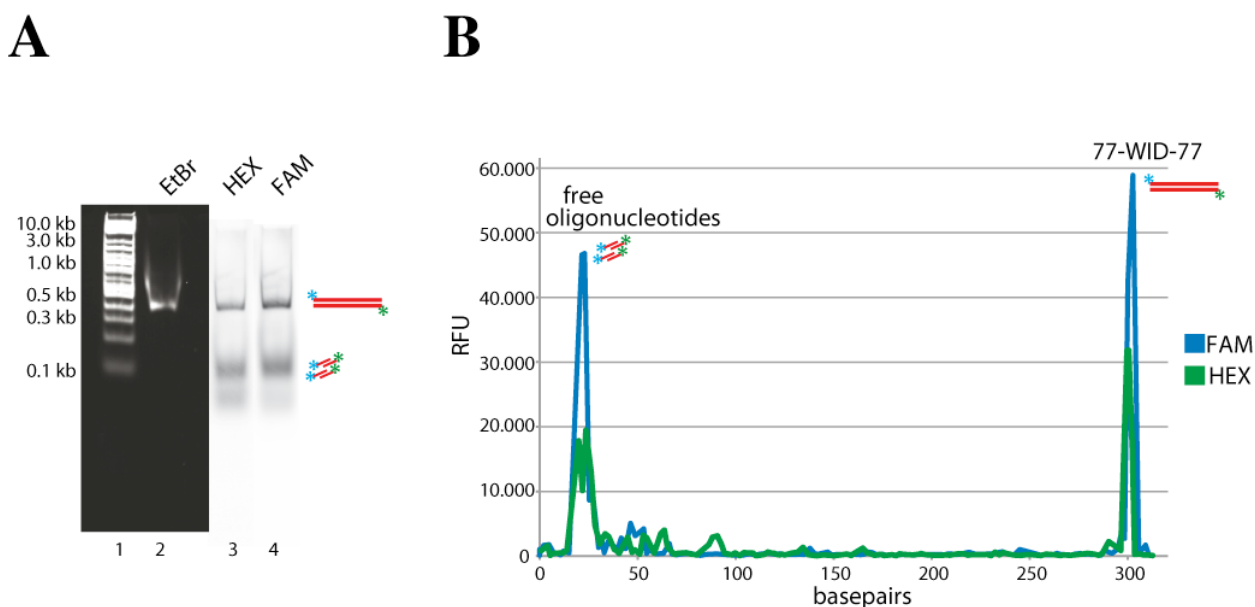 A
EtBr
HEX
FAM
10.0 kb
3.0 kb
1.0 kb
0.5 kb
0.3 kb
0.1 kb
1 2 3 4
B
77-WID-77
free
oligonucleotides
60.000
50.000
40.000
30.000
20.000
10.000
0
RFU
0 50 100 150 200 250 300
basepairs
FAM
HEX